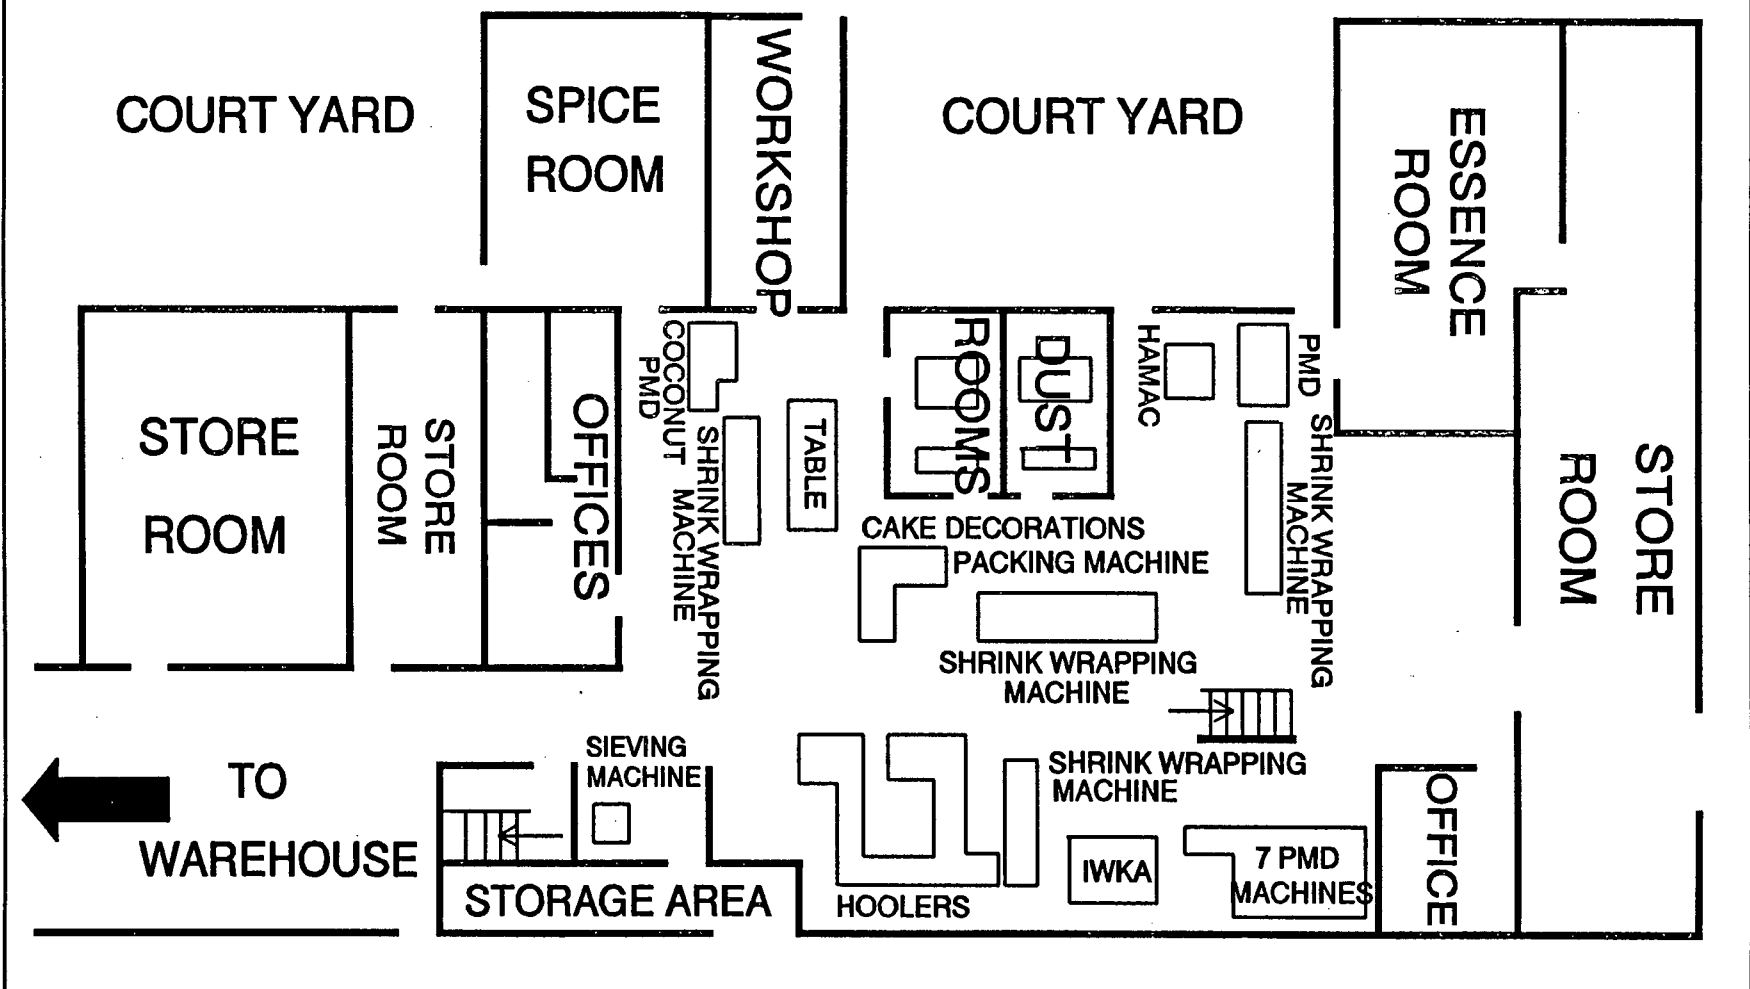 COURT YARD
SPICE
ROOM
WORKSHOP
COURT YARD
ESSENCE
ROOM
STORE
ROOM
STORE
ROOM
OFFICES
COCONUT
PMD
SHRINK WRAPPING
MACHINE
TABLE
DUST
ROOMS
HAMAC
PMD
SHRINK WRAPPING
MACHINE
STORE
ROOM
CAKE DECORATIONS
PACKING MACHINE
SHRINK WRAPPING
MACHINE
TO
WAREHOUSE
SIEVING
MACHINE
STORAGE AREA
HOOLERS
SHRINK WRAPPING
MACHINE
IWKA
7 PMD
MACHINES
OFFICE